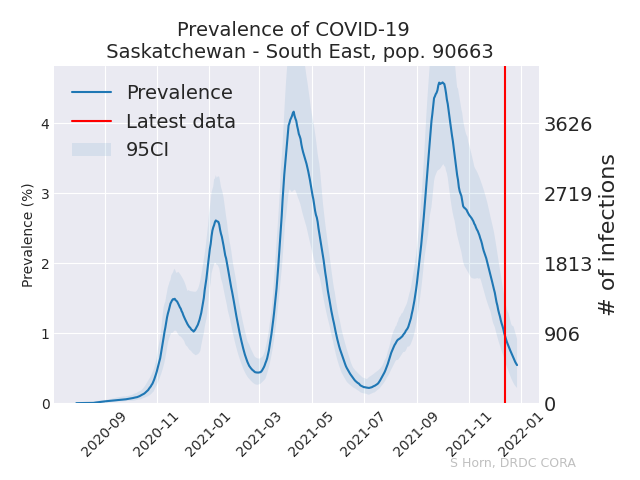 Prevalence of COVID-19
Saskatchewan - South East, pop. 90663
Prevalence
Latest data
95CI
Prevalence (%)
4
3
2
1
0
3626
2719
1813
906
0
# of infections
2020-09
2020-11
2021-01
2021-03
2021-05
2021-07
2021-09
2021-11
2022-01
S Horn, DRDC CORA